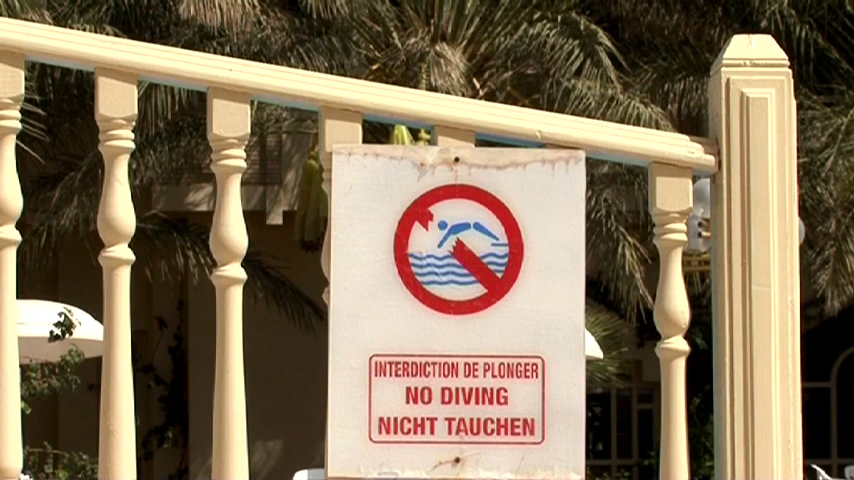 INTERDICTION DE PLONGER
NO DIVING
NICHT TAUCHEN